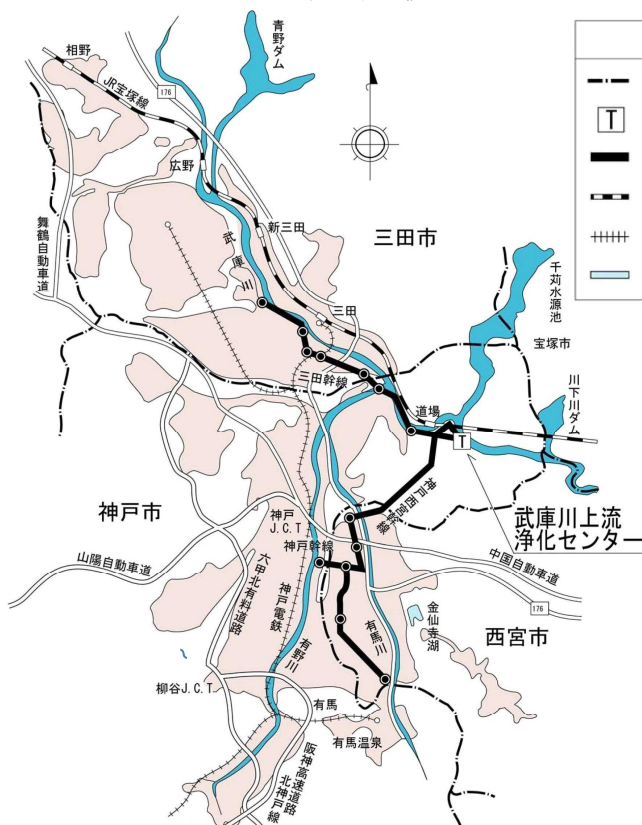 青野ダム
相野
JR宝塚線
176
T
広野
新三田
武庫川
三田市
舞鶴自動車道
千苅水源池
三田
宝塚市
三田幹線
川下川ダム
道場
T
神戸西宮幹線
神戸市
神戸
J.C.T
武庫川上流
浄化センター
神戸幹線
山陽自動車道
六甲北有料道路
神戸電鉄
中国自動車道
176
金仙寺湖
有馬川
有野川
西宮市
柳谷J.C.T
有馬
有馬温泉
阪神高速道路
北神戸線